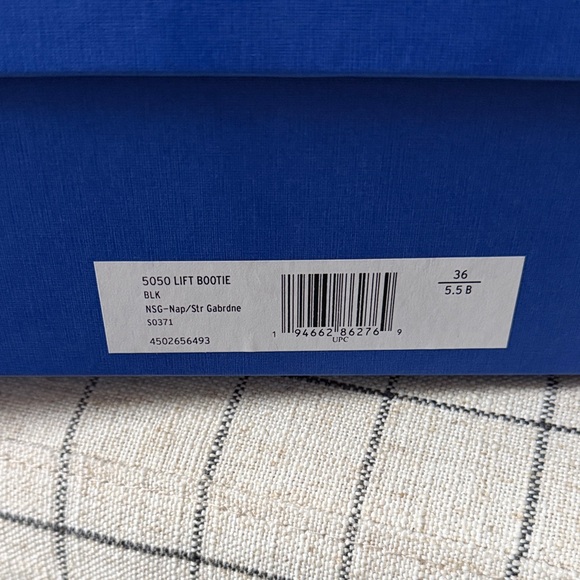 5050 LIFT BOOTIE
BLK
NSG-Nap/Str Gabrdne
S0371
4502656493
1 94662 86276 9
UPC
36
5.5 B